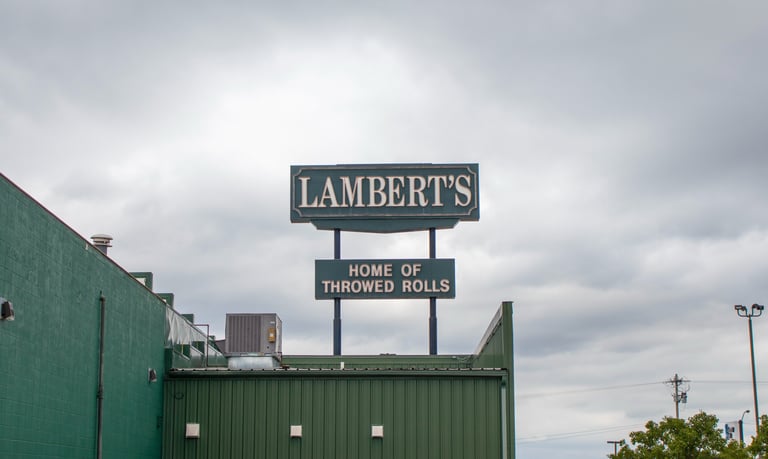 LAMBERT'S
HOME OF
THROWED ROLLS